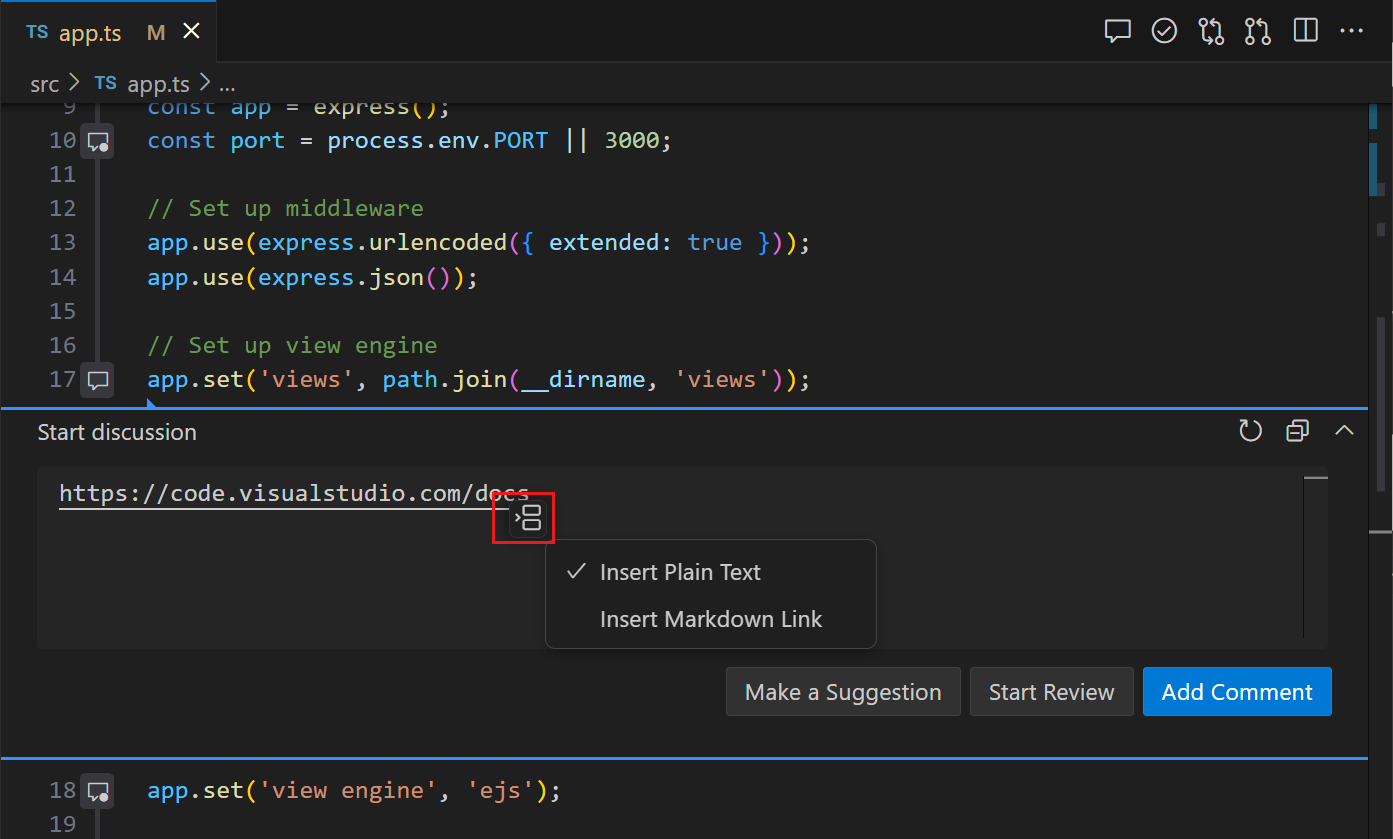 TS app.ts M
src > TS app.ts > ...
9 const app = express();
10 const port = process.env.PORT || 3000;
11
12 // Set up middleware
13 app.use(express.urlencoded({ extended: true }));
14 app.use(express.json());
15
16 // Set up view engine
17 app.set('views', path.join(__dirname, 'views'));
Start discussion
https://code.visualstudio.com/docs
Insert Plain Text
Insert Markdown Link
Make a Suggestion Start Review Add Comment
18 app.set('view engine', 'ejs');
19